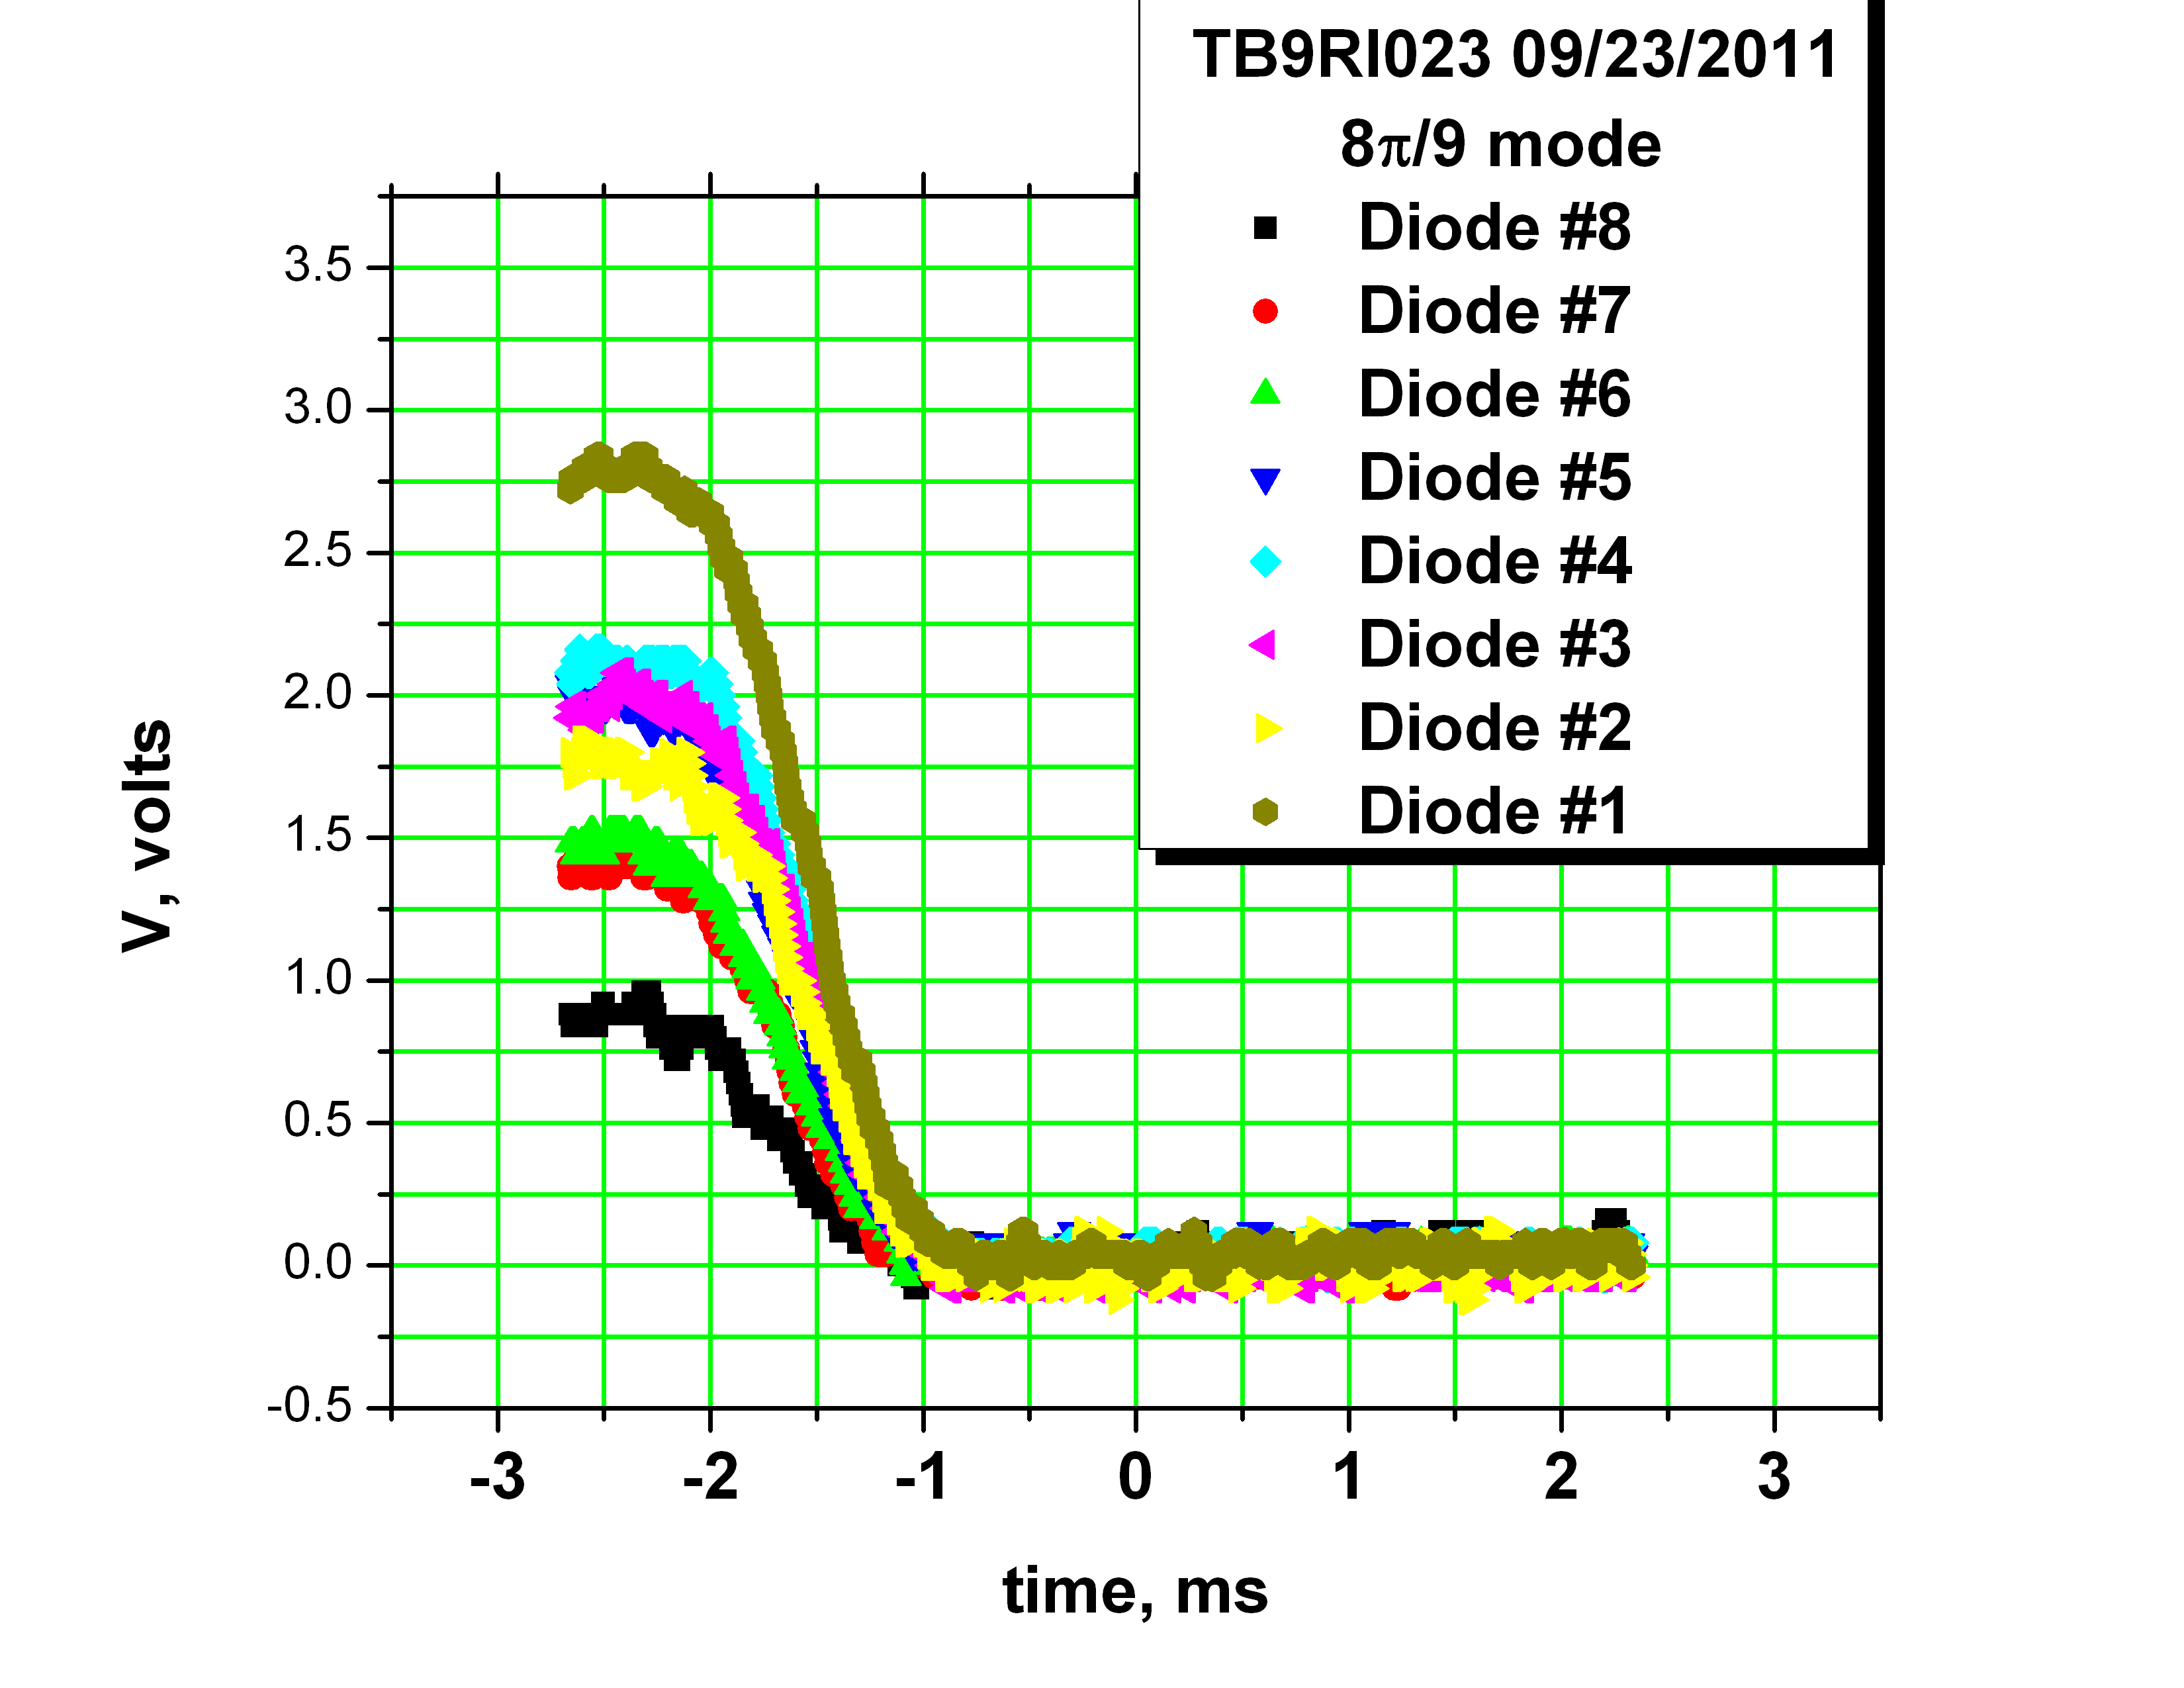 TB9RI023 09/23/2011
8π/9 mode
Diode #8
Diode #7
Diode #6
Diode #5
Diode #4
Diode #3
Diode #2
Diode #1
3.5
3.0
2.5
2.0
1.5
1.0
0.5
0.0
-0.5
V, volts
-3 -2 -1 0 1 2 3
time, ms